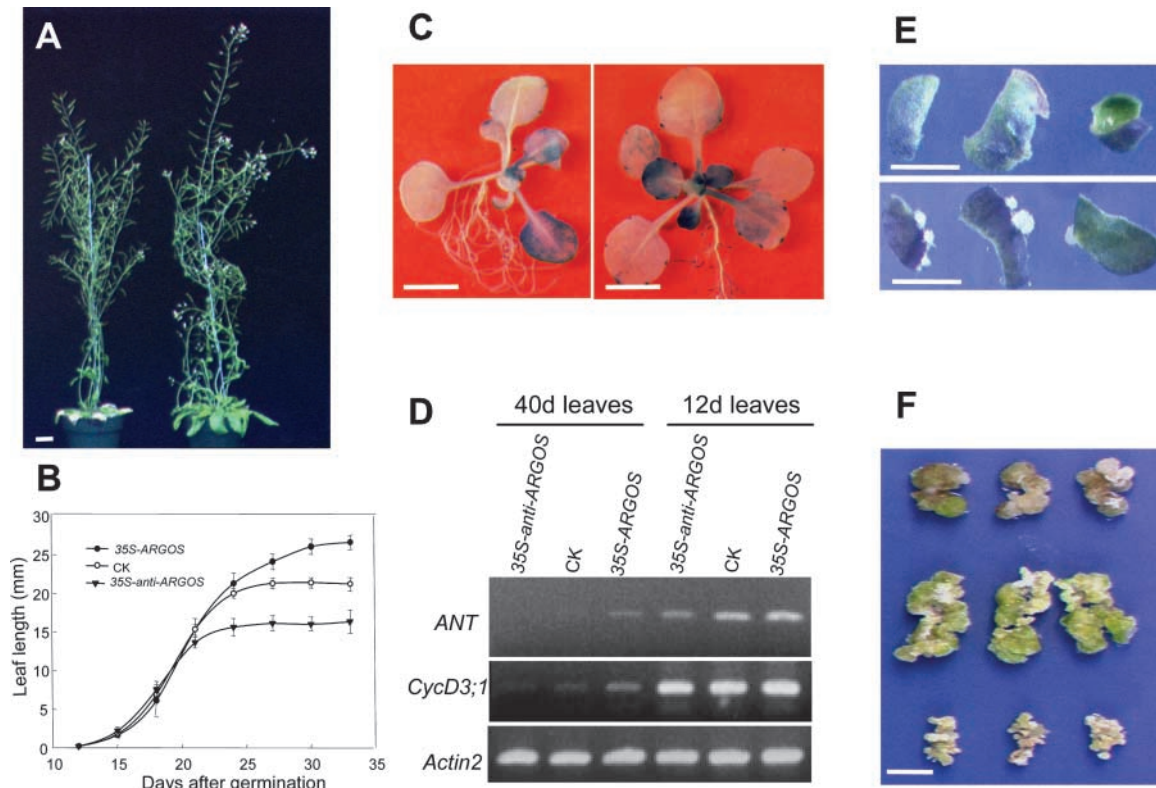 A
B
30
25
20
15
10
5
0
Leaf length (mm)
35S-ARGOS
CK
35S-anti-ARGOS
10 15 20 25 30 35
Days after germination
C
D
40d leaves 12d leaves
35S-anti-ARGOS CK 35S-ARGOS 35S-anti-ARGOS CK 35S-ARGOS
ANT
CycD3;1
Actin2
E
F